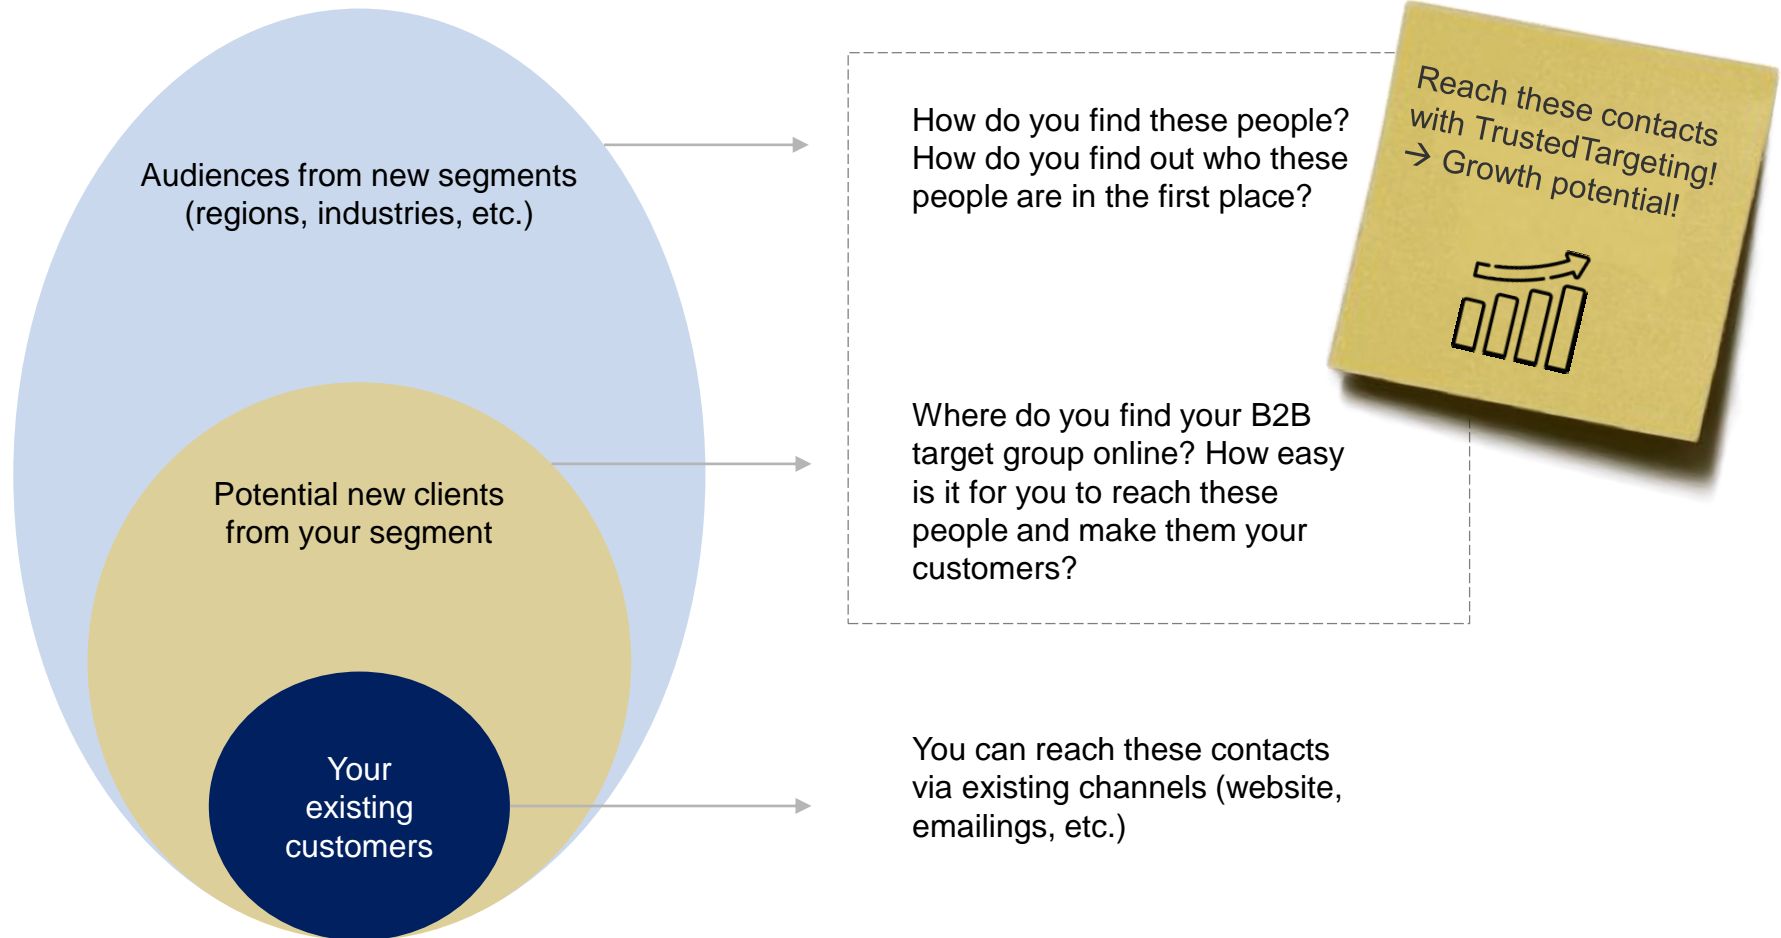 Audiences from new segments
(regions, industries, etc.)
How do you find these people?
How do you find out who these
people are in the first place?
Reach these contacts
with TrustedTargeting!
→ Growth potential!
Potential new clients
from your segment
Where do you find your B2B
target group online? How easy
is it for you to reach these
people and make them your
customers?
Your
existing
customers
You can reach these contacts
via existing channels (website,
emailings, etc.)